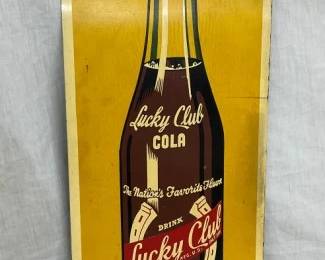 Lucky Club
COLA
The Nation's Favorite Flavor
DRINK
Lucky Club